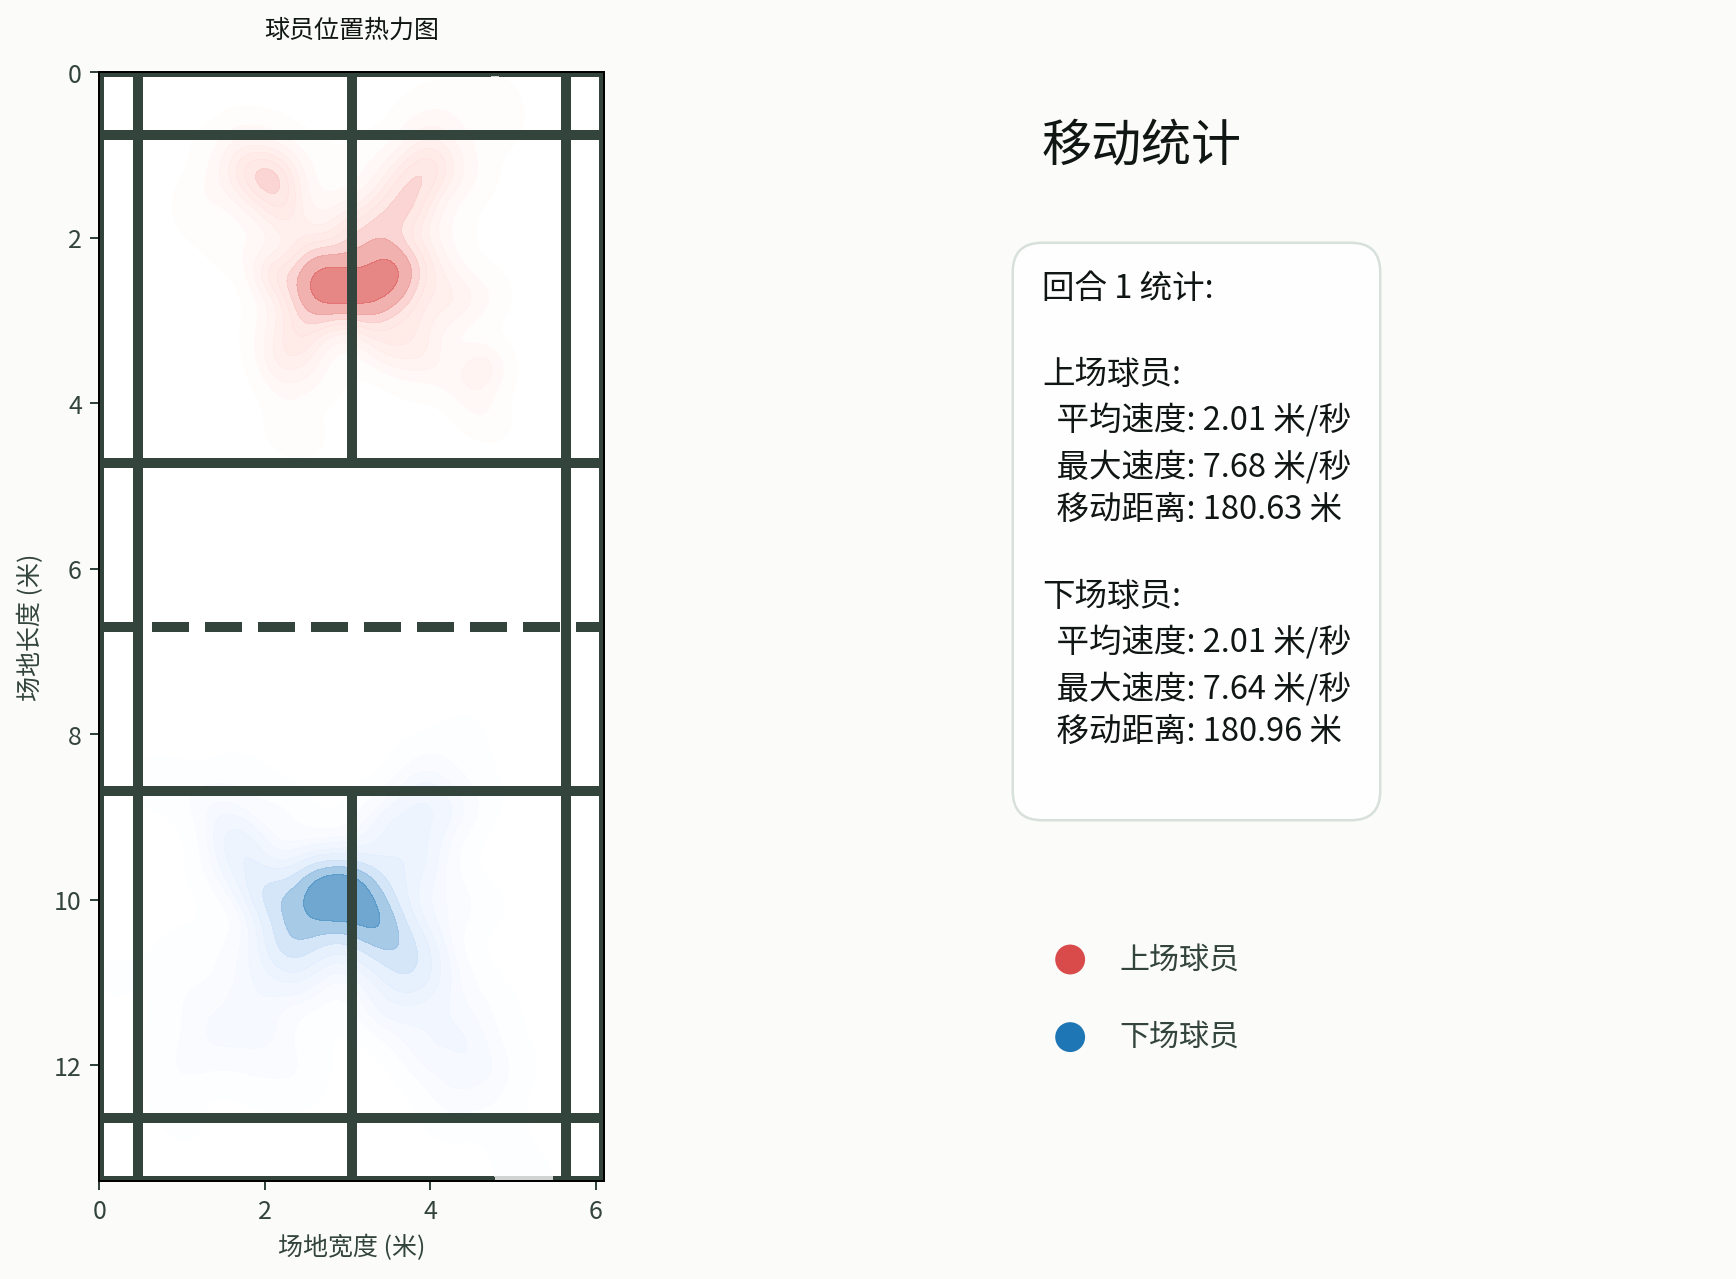 球员位置热力图
0
2
4
6
8
10
12
场地长度 (米)
0
2
4
6
场地宽度 (米)
移动统计
回合 1 统计:
上场球员:
平均速度: 2.01 米/秒
最大速度: 7.68 米/秒
移动距离: 180.63 米
下场球员:
平均速度: 2.01 米/秒
最大速度: 7.64 米/秒
移动距离: 180.96 米
上场球员
下场球员